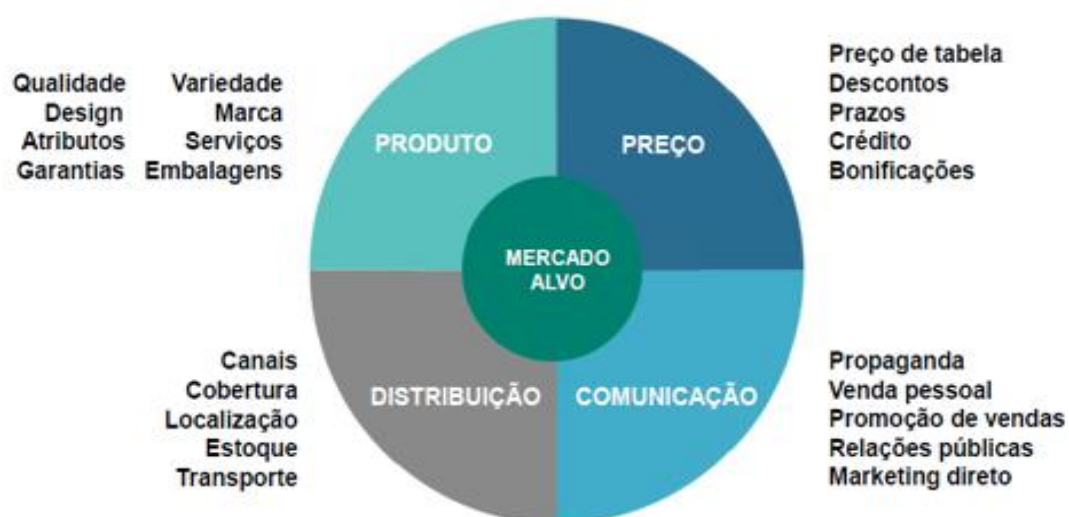 Qualidade Variedade
Design Marca
Atributos Serviços
Garantias Embalagens
PRODUTO
PREÇO
Preço de tabela
Descontos
Prazos
Crédito
Bonificações
MERCADO
ALVO
Canais
Cobertura
Localização
Estoque
Transporte
DISTRIBUIÇÃO
COMUNICAÇÃO
Propaganda
Venda pessoal
Promoção de vendas
Relações públicas
Marketing direto